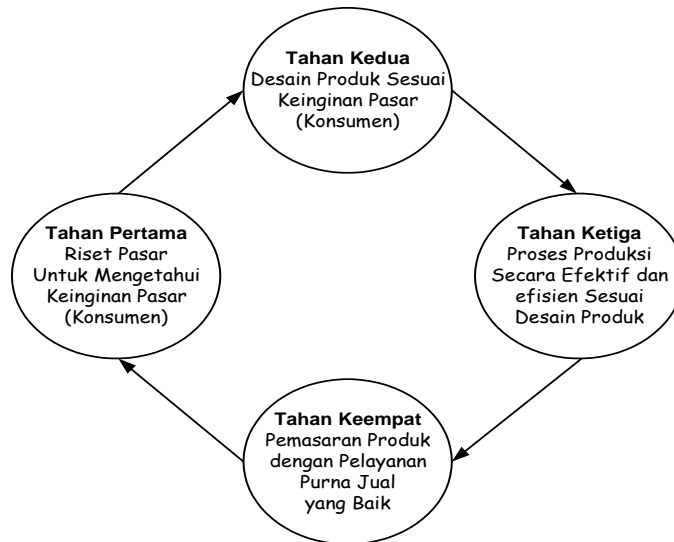 Tahan Kedua
Desain Produk Sesuai
Keinginan Pasar
(Konsumen)
Tahan Pertama
Riset Pasar
Untuk Mengetahui
Keinginan Pasar
(Konsumen)
Tahan Ketiga
Proses Produksi
Secara Efektif dan
efisien Sesuai
Desain Produk
Tahan Keempat
Pemasaran Produk
dengan Pelayanan
Purna Jual
yang Baik